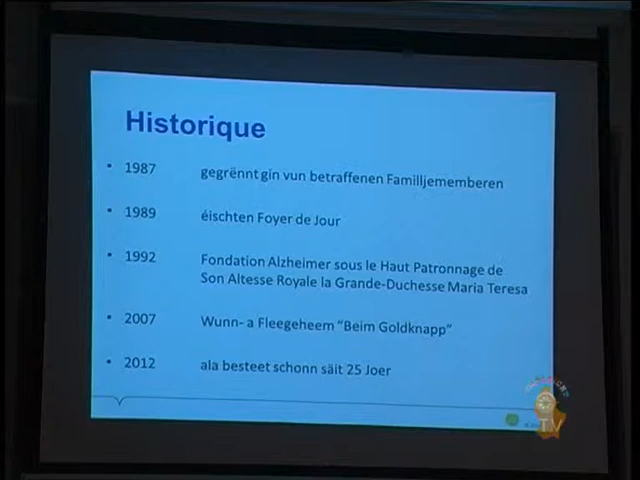 Historique
• 1987 gegrënnt gin vun betraffenen Familljememberen
• 1989 éischten Foyer de Jour
• 1992 Fondation Alzheimer sous le Haut Patronnage de
Son Altesse Royale la Grande-Duchesse Maria Teresa
• 2007 Wunn- a Fleegeheem "Beim Goldknapp"
• 2012 ala besteet schonn säit 25 Joer
TV